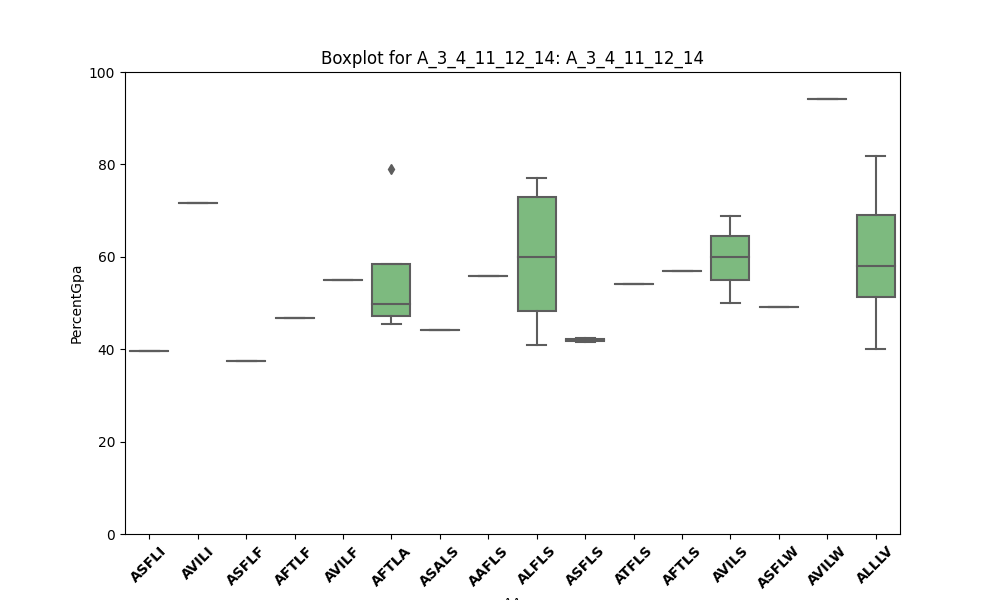 Boxplot for A_3_4_11_12_14: A_3_4_11_12_14
100
80
60
40
20
0
PercentGpa
ASFLI
AVILI
ASFLF
AFTLF
AVILF
AFTLA
ASALS
AAFLS
ALFLS
ASFLS
ATFLS
AFTLS
AVILS
ASFLW
AVILW
ALLLV